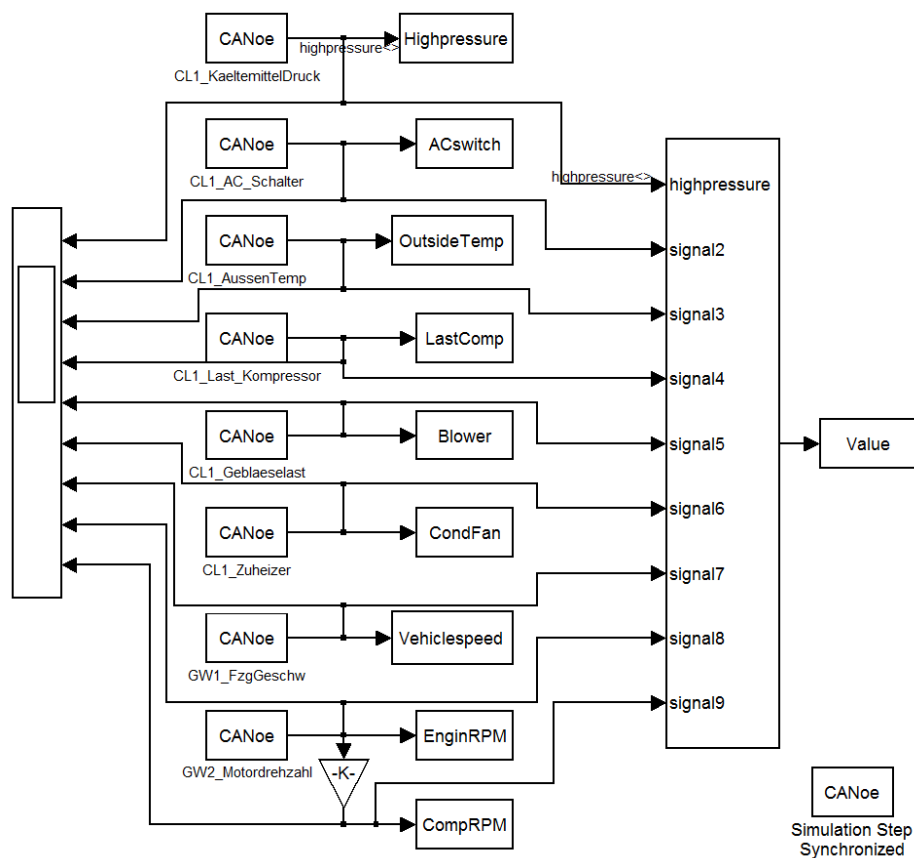 CANoe
highpressure<>
Highpressure
CL1_KaeltemittelDruck
CANoe
ACswitch
CL1_AC_Schalter
highpressure<>
highpressure
CANoe
OutsideTemp
signal2
CL1_AussenTemp
signal3
CANoe
LastComp
CL1_Last_Kompressor
signal4
CANoe
Blower
signal5
Value
CL1_Geblaeselast
signal6
CANoe
CondFan
CL1_Zuheizer
signal7
CANoe
Vehiclespeed
signal8
GW1_FzgGeschw
signal9
CANoe
EnginRPM
GW2_Motordrehzahl
-K-
CompRPM
CANoe
Simulation Step
Synchronized